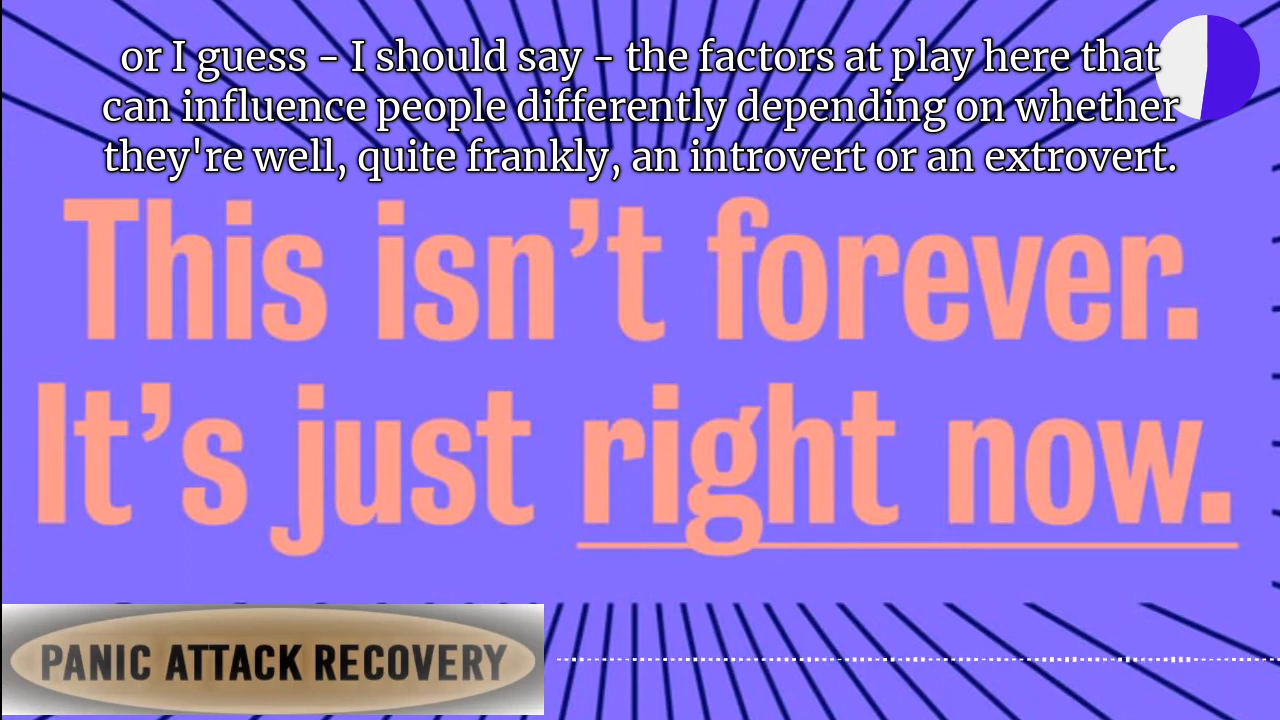 or I guess – I should say – the factors at play here that
can influence people differently depending on whether
they're well, quite frankly, an introvert or an extrovert.
This isn’t forever.
It’s just right now.
PANIC ATTACK RECOVERY